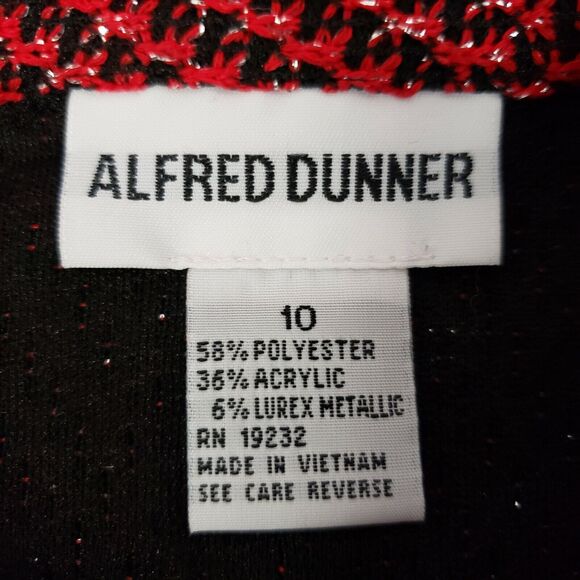 ALFRED DUNNER
10
58% POLYESTER
36% ACRYLIC
6% LUREX METALLIC
RN 19232
MADE IN VIETNAM
SEE CARE REVERSE